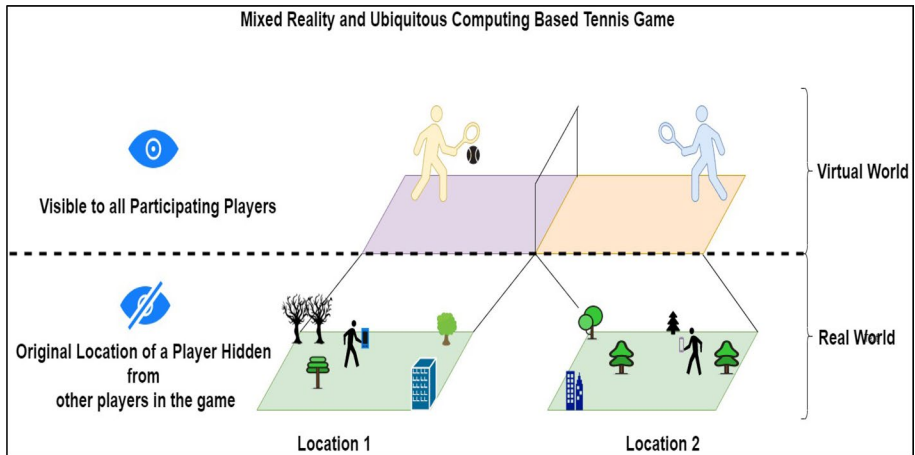 Mixed Reality and Ubiquitous Computing Based Tennis Game
Visible to all Participating Players
Virtual World
Original Location of a Player Hidden
from
other players in the game
Real World
Location 1
Location 2